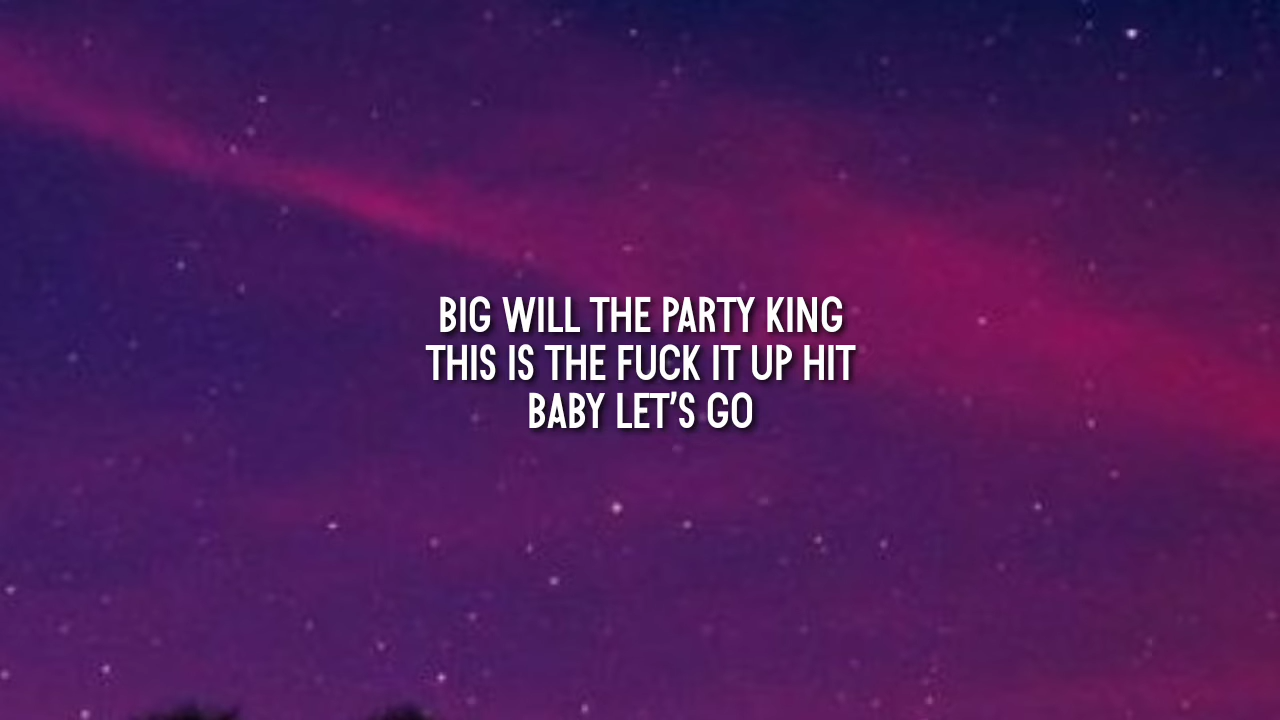 BIG WILL THE PARTY KING
THIS IS THE FUCK IT UP HIT
BABY LET'S GO